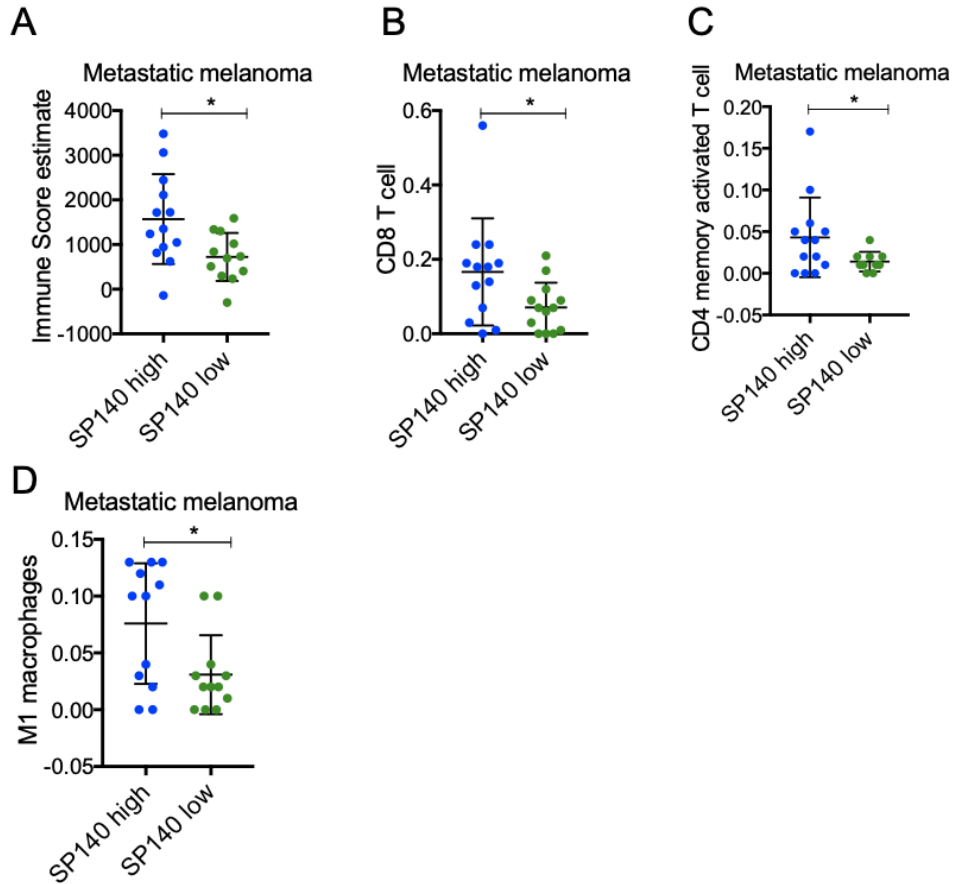 A
Metastatic melanoma
*
Immune Score estimate
4000
3000
2000
1000
0
-1000
SP140 high
SP140 low
B
Metastatic melanoma
*
CD8 T cell
0.6
0.4
0.2
0.0
SP140 high
SP140 low
C
Metastatic melanoma
*
CD4 memory activated T cell
0.20
0.15
0.10
0.05
0.00
-0.05
SP140 high
SP140 low
D
Metastatic melanoma
*
M1 macrophages
0.15
0.10
0.05
0.00
-0.05
SP140 high
SP140 low